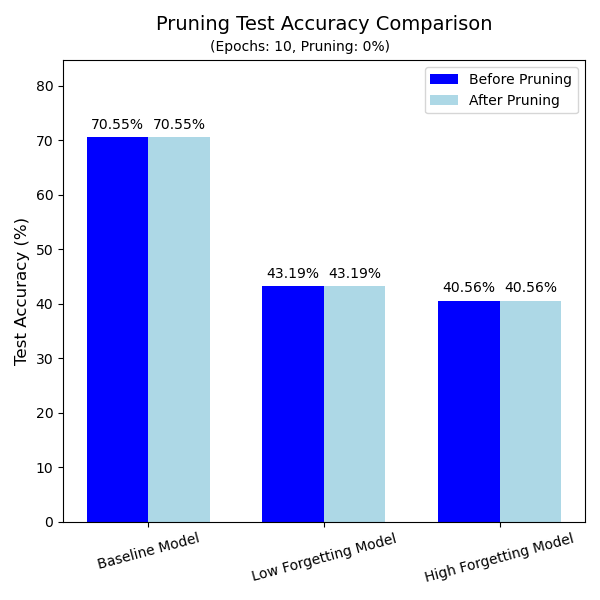 Pruning Test Accuracy Comparison
(Epochs: 10, Pruning: 0%)
Before Pruning
After Pruning
Test Accuracy (%)
80
70
60
50
40
30
20
10
0
70.55% 70.55%
43.19% 43.19%
40.56% 40.56%
Baseline Model
Low Forgetting Model
High Forgetting Model